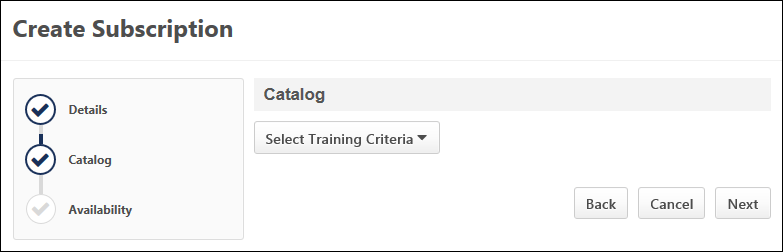 Create Subscription
Details
Catalog
Availability
Catalog
Select Training Criteria
Back Cancel Next